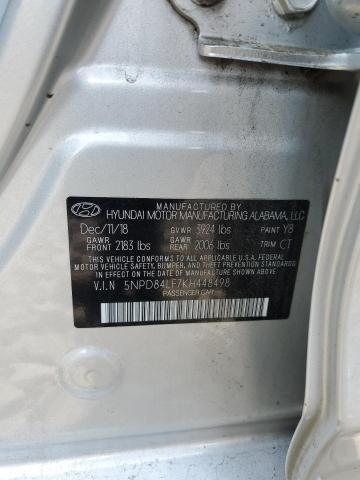 HYUNDAI MOTOR MANUFACTURING ALABAMA, LLC
Dec/11/18 GVWR 3924 lbs PAINT Y8
GAWR FRONT 2183 lbs GAWR REAR 2006 lbs TRIM CT
THIS VEHICLE CONFORMS TO ALL APPLICABLE U.S.A. FEDERAL
MOTOR VEHICLE SAFETY, BUMPER, AND THEFT PREVENTION
STANDARDS IN EFFECT ON THE DATE OF MANUFACTURE SHOWN ABOVE.
V.I.N 5NPD84LF7KH448498
PASSENGER CAR